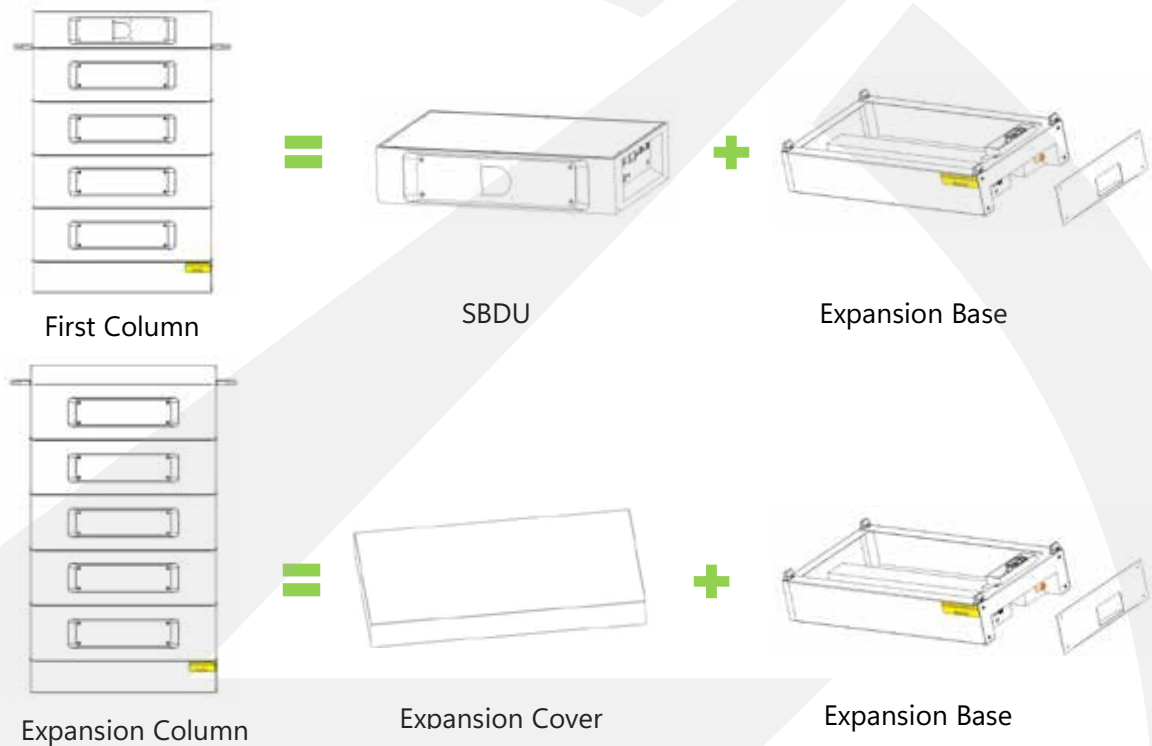 First Column
SBDU
Expansion Base
Expansion Column
Expansion Cover
Expansion Base